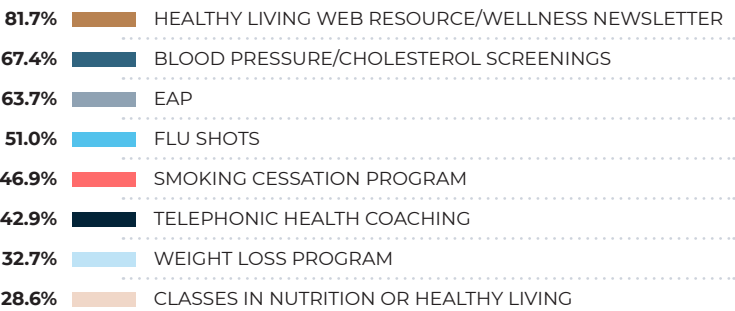 81.7% HEALTHY LIVING WEB RESOURCE/WELLNESS NEWSLETTER
67.4% BLOOD PRESSURE/CHOLESTEROL SCREENINGS
63.7% EAP
51.0% FLU SHOTS
46.9% SMOKING CESSATION PROGRAM
42.9% TELEPHONIC HEALTH COACHING
32.7% WEIGHT LOSS PROGRAM
28.6% CLASSES IN NUTRITION OR HEALTHY LIVING